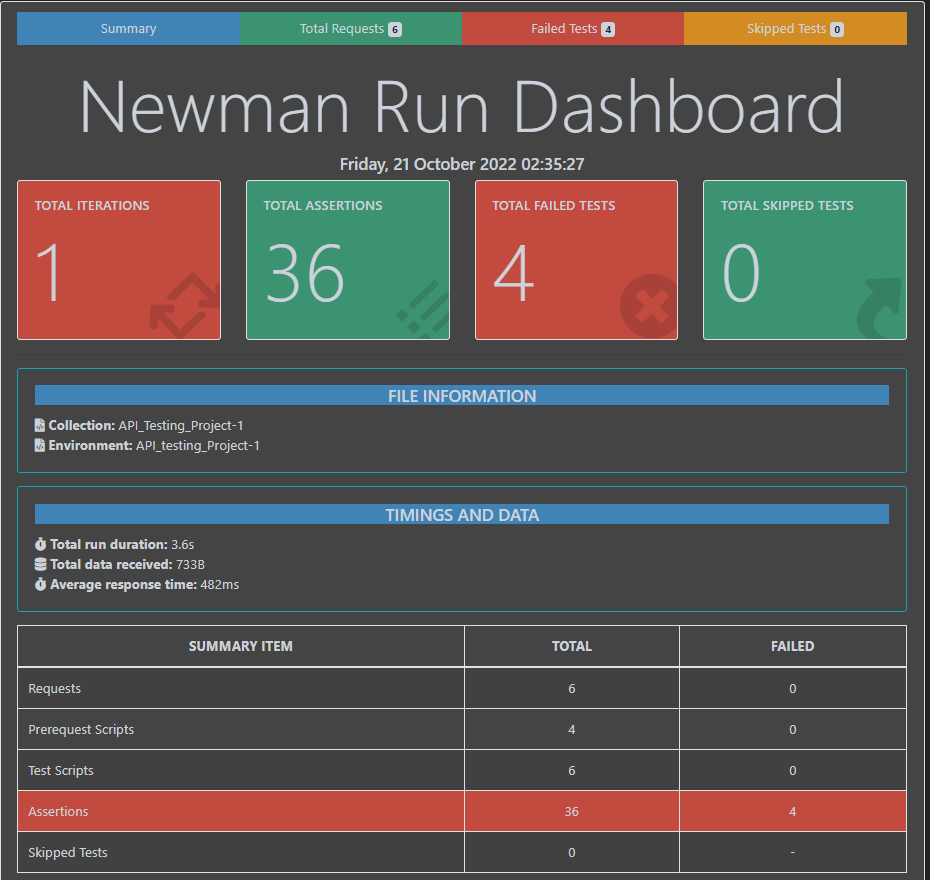 Summary Total Requests 6 Failed Tests 4 Skipped Tests 0
Newman Run Dashboard
Friday, 21 October 2022 02:35:27
TOTAL ITERATIONS
1
TOTAL ASSERTIONS
36
TOTAL FAILED TESTS
4
TOTAL SKIPPED TESTS
0
FILE INFORMATION
Collection: API_Testing_Project-1
Environment: API_testing_Project-1
TIMINGS AND DATA
Total run duration: 3.6s
Total data received: 733B
Average response time: 482ms
SUMMARY ITEM TOTAL FAILED
Requests 6 0
Prerequest Scripts 4 0
Test Scripts 6 0
Assertions 36 4
Skipped Tests 0 -